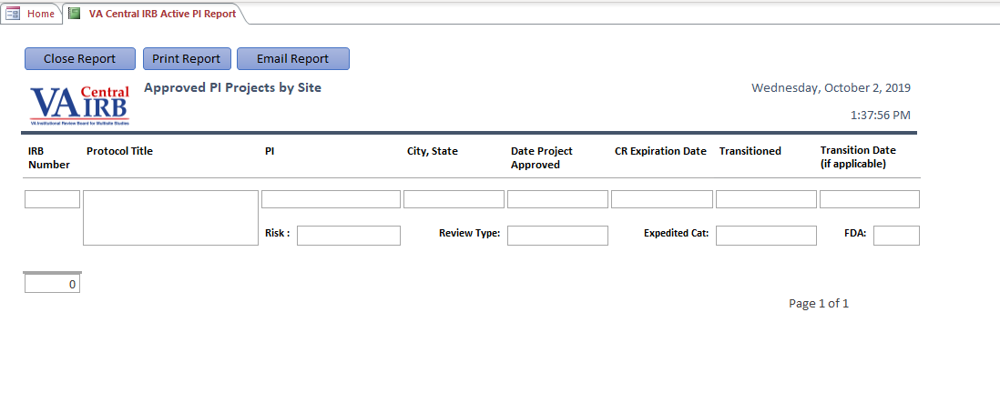 Home
VA Central IRB Active PI Report
Close Report
Print Report
Email Report
VA Central IRB
VA Institutional Review Board for Multisite Studies
Approved PI Projects by Site
Wednesday, October 2, 2019
1:37:56 PM
IRB Number
Protocol Title
PI
City, State
Date Project Approved
CR Expiration Date
Transitioned
Transition Date (if applicable)
Risk :
Review Type:
Expedited Cat:
FDA:
0
Page 1 of 1